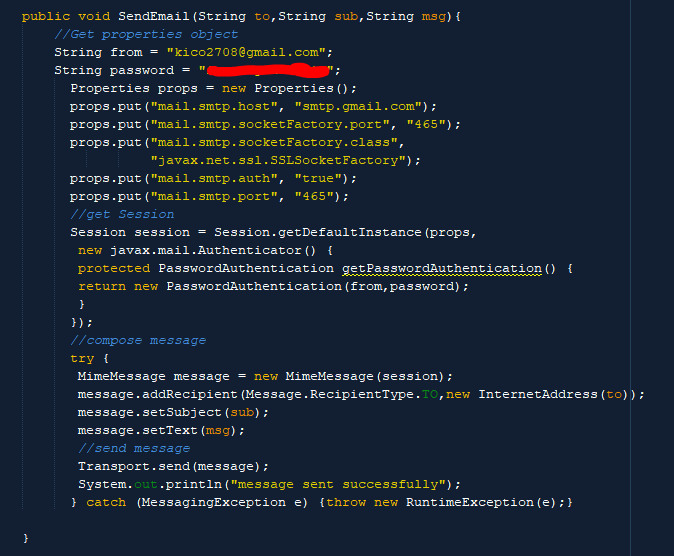 public void SendEmail(String to,String sub,String msg){
//Get properties object
String from = "kico2708@gmail.com";
String password = "";
Properties props = new Properties();
props.put("mail.smtp.host", "smtp.gmail.com");
props.put("mail.smtp.socketFactory.port", "465");
props.put("mail.smtp.socketFactory.class",
"javax.net.ssl.SSLSocketFactory");
props.put("mail.smtp.auth", "true");
props.put("mail.smtp.port", "465");
//get Session
Session session = Session.getDefaultInstance(props,
new javax.mail.Authenticator() {
protected PasswordAuthentication getPasswordAuthentication() {
return new PasswordAuthentication(from,password);
}
});
//compose message
try {
MimeMessage message = new MimeMessage(session);
message.addRecipient(Message.RecipientType.TO,new InternetAddress(to));
message.setSubject(sub);
message.setText(msg);
//send message
Transport.send(message);
System.out.println("message sent successfully");
} catch (MessagingException e) {throw new RuntimeException(e);}
}